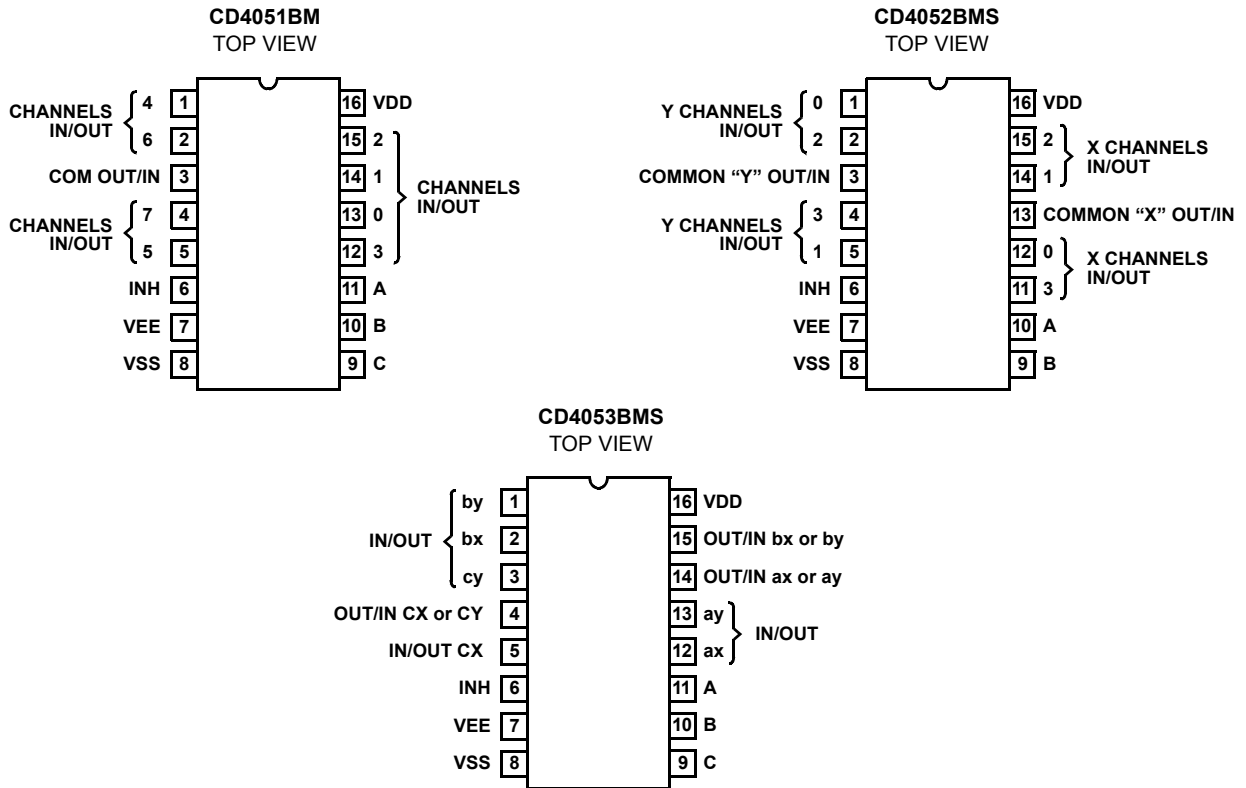 CD4051BM
TOP VIEW
CHANNELS
IN/OUT
4
6
1
2
COM OUT/IN 3
CHANNELS
IN/OUT
7
5
4
5
INH 6
VEE 7
VSS 8
16 VDD
15 2
14 1
13 0
12 3
CHANNELS
IN/OUT
11 A
10 B
9 C
CD4052BMS
TOP VIEW
Y CHANNELS
IN/OUT
0
2
1
2
COMMON “Y” OUT/IN 3
Y CHANNELS
IN/OUT
3
1
4
5
INH 6
VEE 7
VSS 8
16 VDD
15 2
14 1
X CHANNELS
IN/OUT
13 COMMON “X” OUT/IN
12 0
11 3
X CHANNELS
IN/OUT
10 A
9 B
CD4053BMS
TOP VIEW
IN/OUT
by 1
bx 2
cy 3
OUT/IN CX or CY 4
IN/OUT CX 5
INH 6
VEE 7
VSS 8
16 VDD
15 OUT/IN bx or by
14 OUT/IN ax or ay
13 ay
12 ax
IN/OUT
11 A
10 B
9 C